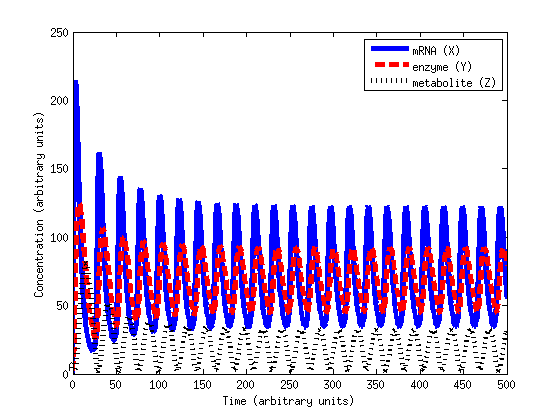 250
200
150
100
50
0
Concentration (arbitrary units)
mRNA (X)
enzyme (Y)
metabolite (Z)
0 50 100 150 200 250 300 350 400 450 500
Time (arbitrary units)